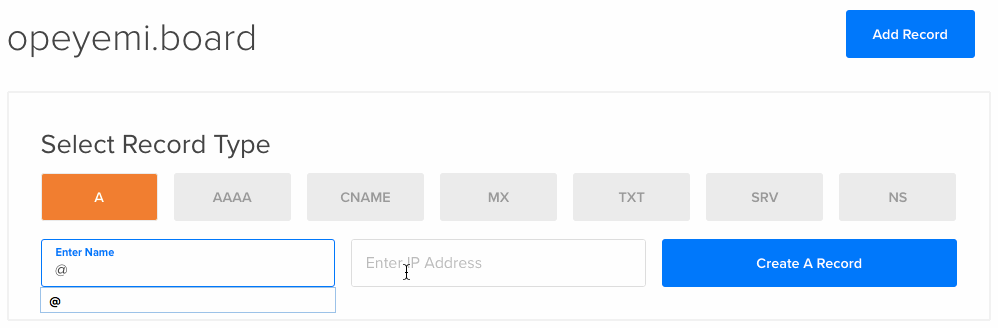 opeyemi.board
Add Record
Select Record Type
A AAAA CNAME MX TXT SRV NS
Enter Name
@
Enter IP Address
Create A Record
@